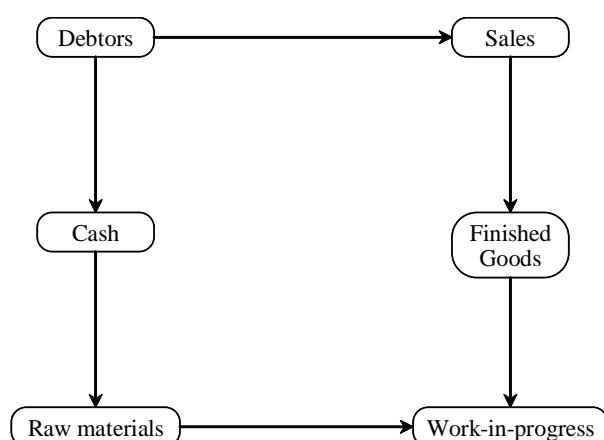 Debtors
Sales
Cash
Finished
Goods
Raw materials
Work-in-progress